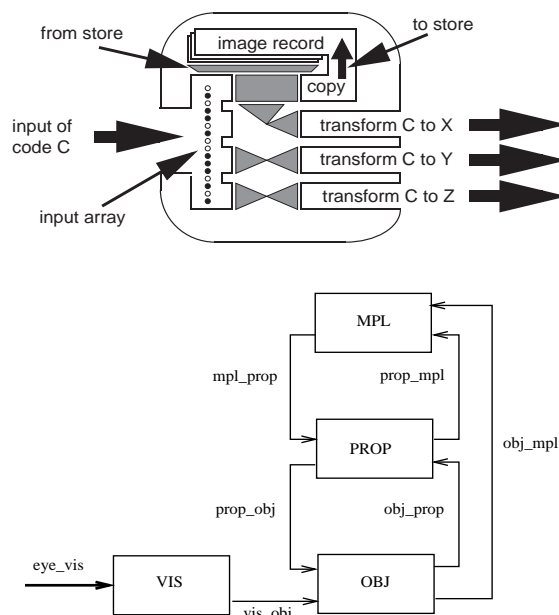 from store
to store
image record
copy
input of
code C
transform C to X
transform C to Y
transform C to Z
input array
MPL
mpl_prop
prop_mpl
obj_mpl
PROP
prop_obj
obj_prop
eye_vis
VIS
vis_obj
OBJ